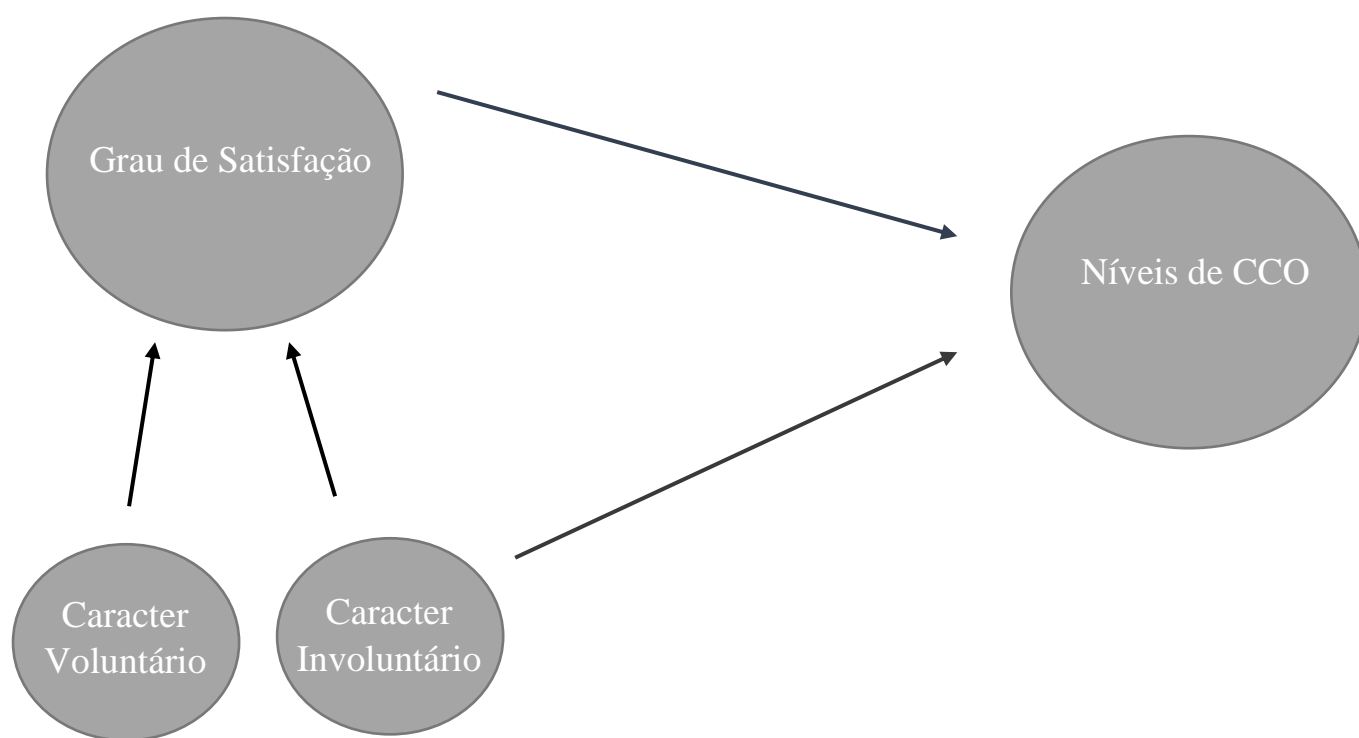 Grau de Satisfação
Níveis de CCO
Caracter
Voluntário
Caracter
Involuntário